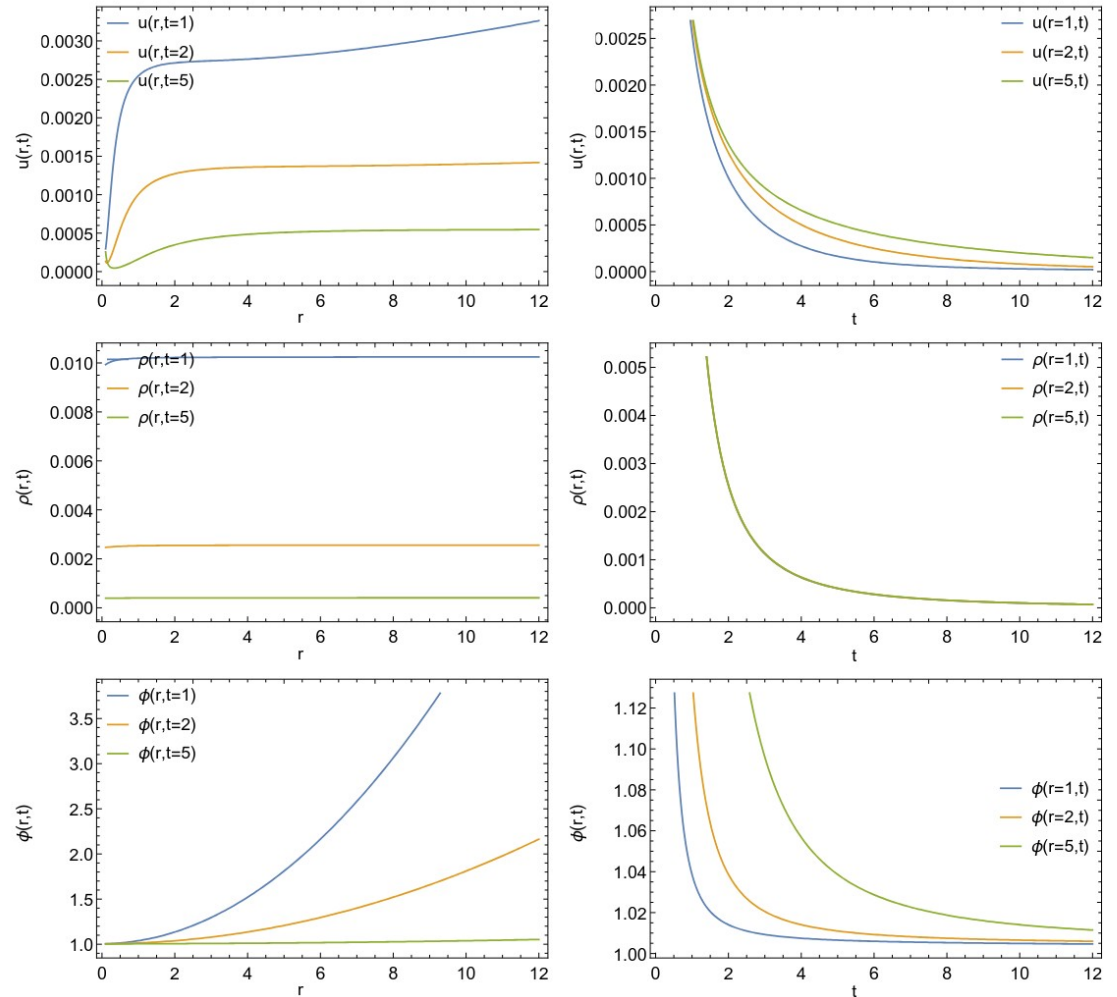 u(r,t=1)
u(r,t=2)
u(r,t=5)
0.0030
0.0025
0.0020
0.0015
0.0010
0.0005
0.0000
u(r,t)
0 2 4 6 8 10 12
r
u(r=1,t)
u(r=2,t)
u(r=5,t)
0.0025
0.0020
0.0015
0.0010
0.0005
0.0000
u(r,t)
0 2 4 6 8 10 12
t
ρ(r,t=1)
ρ(r,t=2)
ρ(r,t=5)
0.010
0.008
0.006
0.004
0.002
0.000
ρ(r,t)
0 2 4 6 8 10 12
r
ρ(r=1,t)
ρ(r=2,t)
ρ(r=5,t)
0.005
0.004
0.003
0.002
0.001
0.000
ρ(r,t)
0 2 4 6 8 10 12
t
ϕ(r,t=1)
ϕ(r,t=2)
ϕ(r,t=5)
3.5
3.0
2.5
2.0
1.5
1.0
ϕ(r,t)
0 2 4 6 8 10 12
r
1.12
1.10
1.08
1.06
1.04
1.02
1.00
ϕ(r,t)
ϕ(r=1,t)
ϕ(r=2,t)
ϕ(r=5,t)
0 2 4 6 8 10 12
t